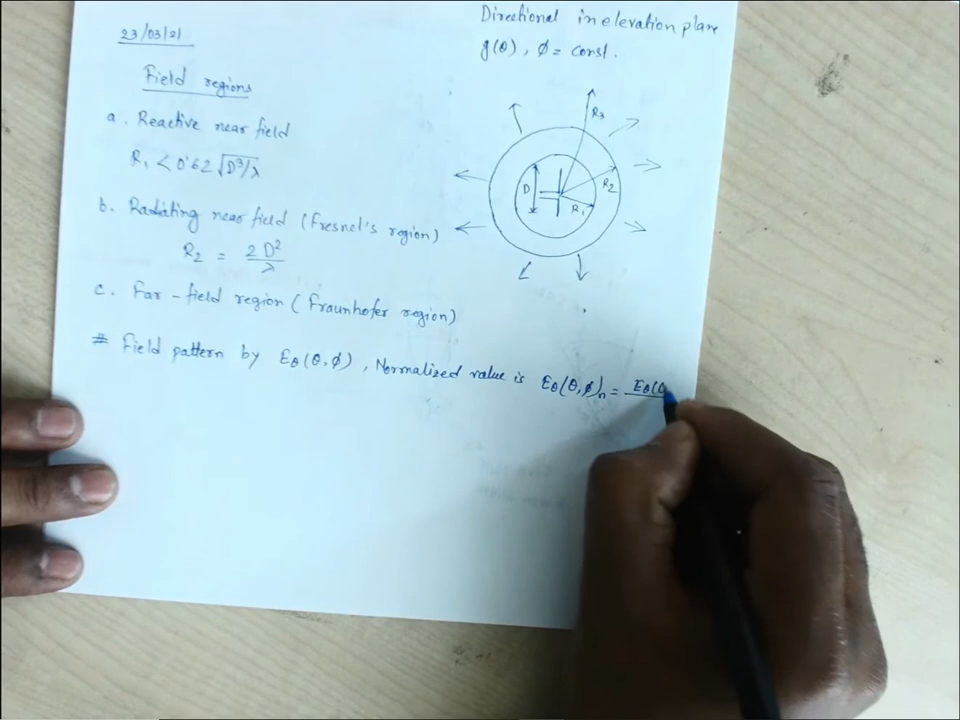 Directional in elevation plane
g(θ), ϕ = const.
23/03/21
Field regions
a. Reactive near field
R₁ < 0.62 √D³/λ
b. Radiating near field (Fresnel's region)
R₂ = 2D²/λ
c. Far-field region (Fraunhofer region)
# Field pattern by Eθ(θ,ϕ), Normalized value is Eθ(θ,ϕ)ₙ = Eθ(θ
R₃
R₂
D
R₁